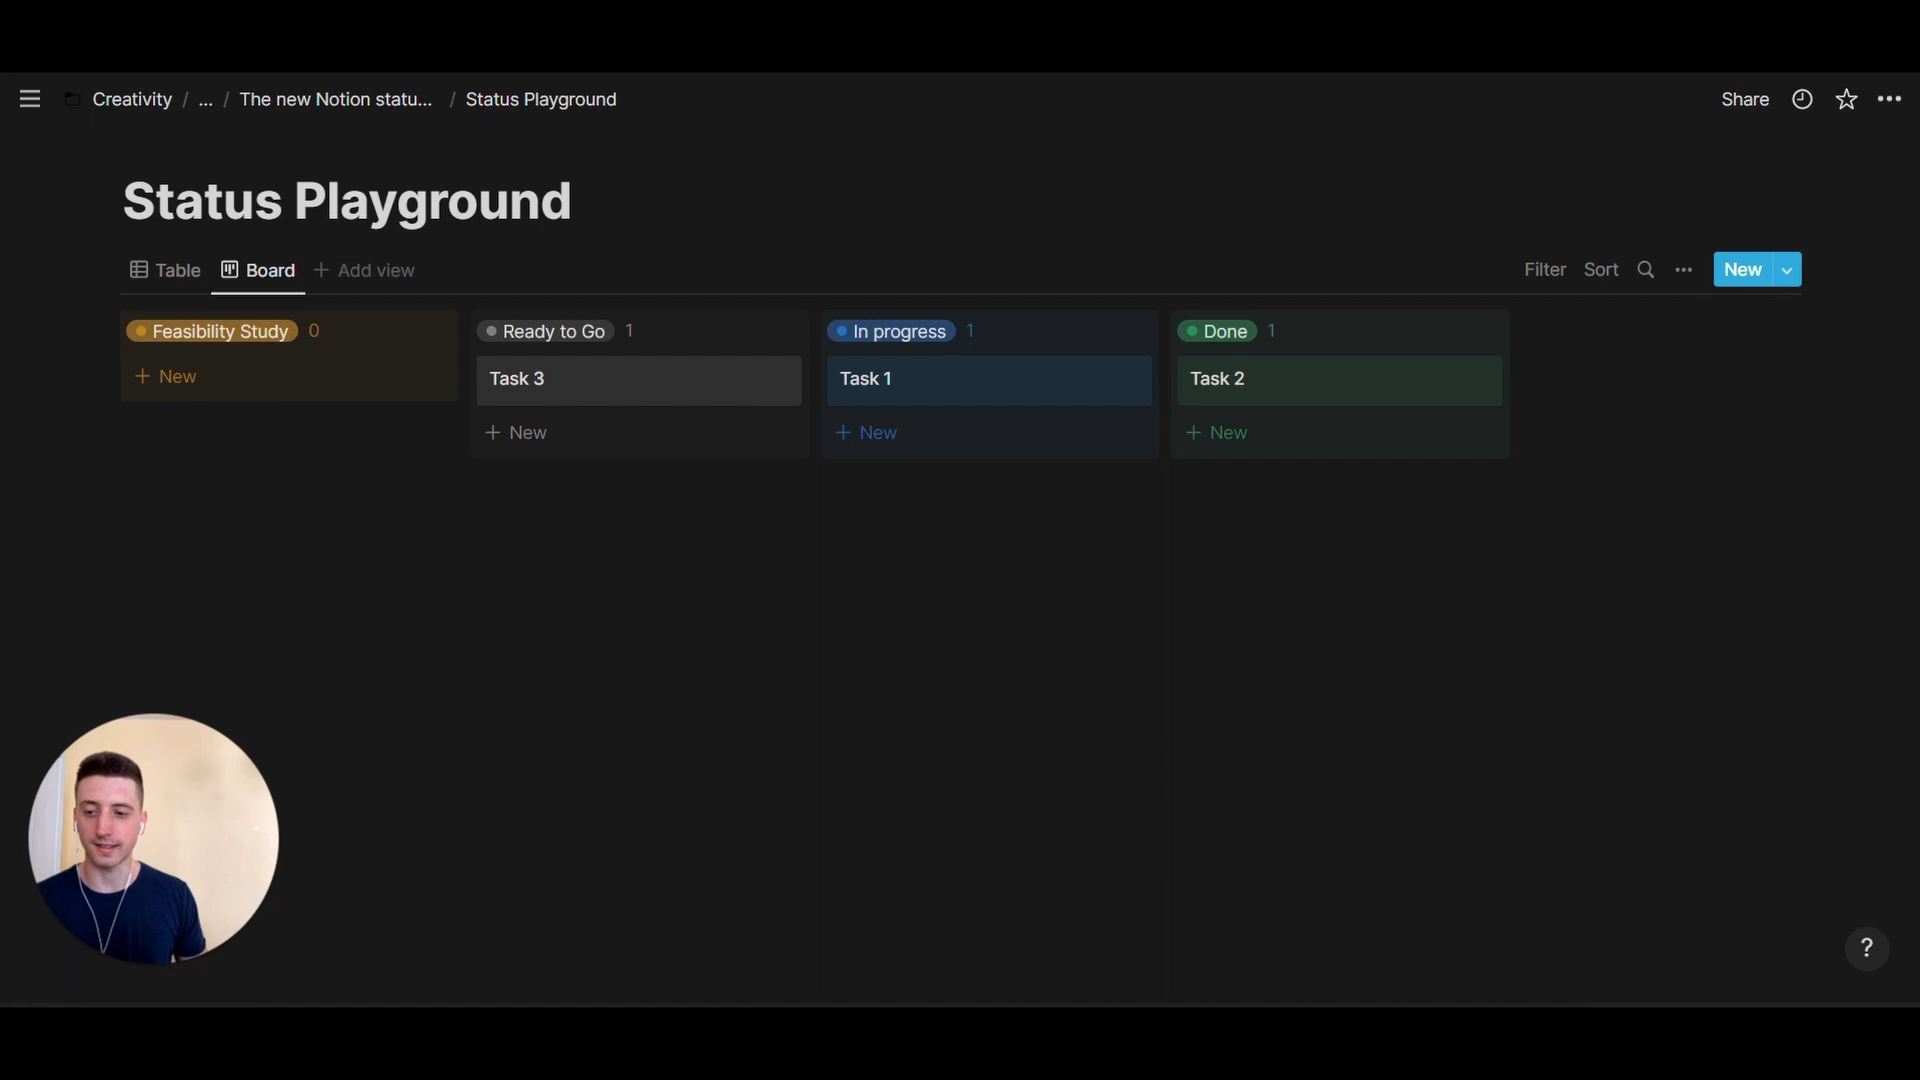 Creativity / ... / The new Notion statu... / Status Playground
Share
Status Playground
Table
Board
+ Add view
Filter
Sort
New
Feasibility Study 0
+ New
Ready to Go 1
Task 3
+ New
In progress 1
Task 1
+ New
Done 1
Task 2
+ New
?